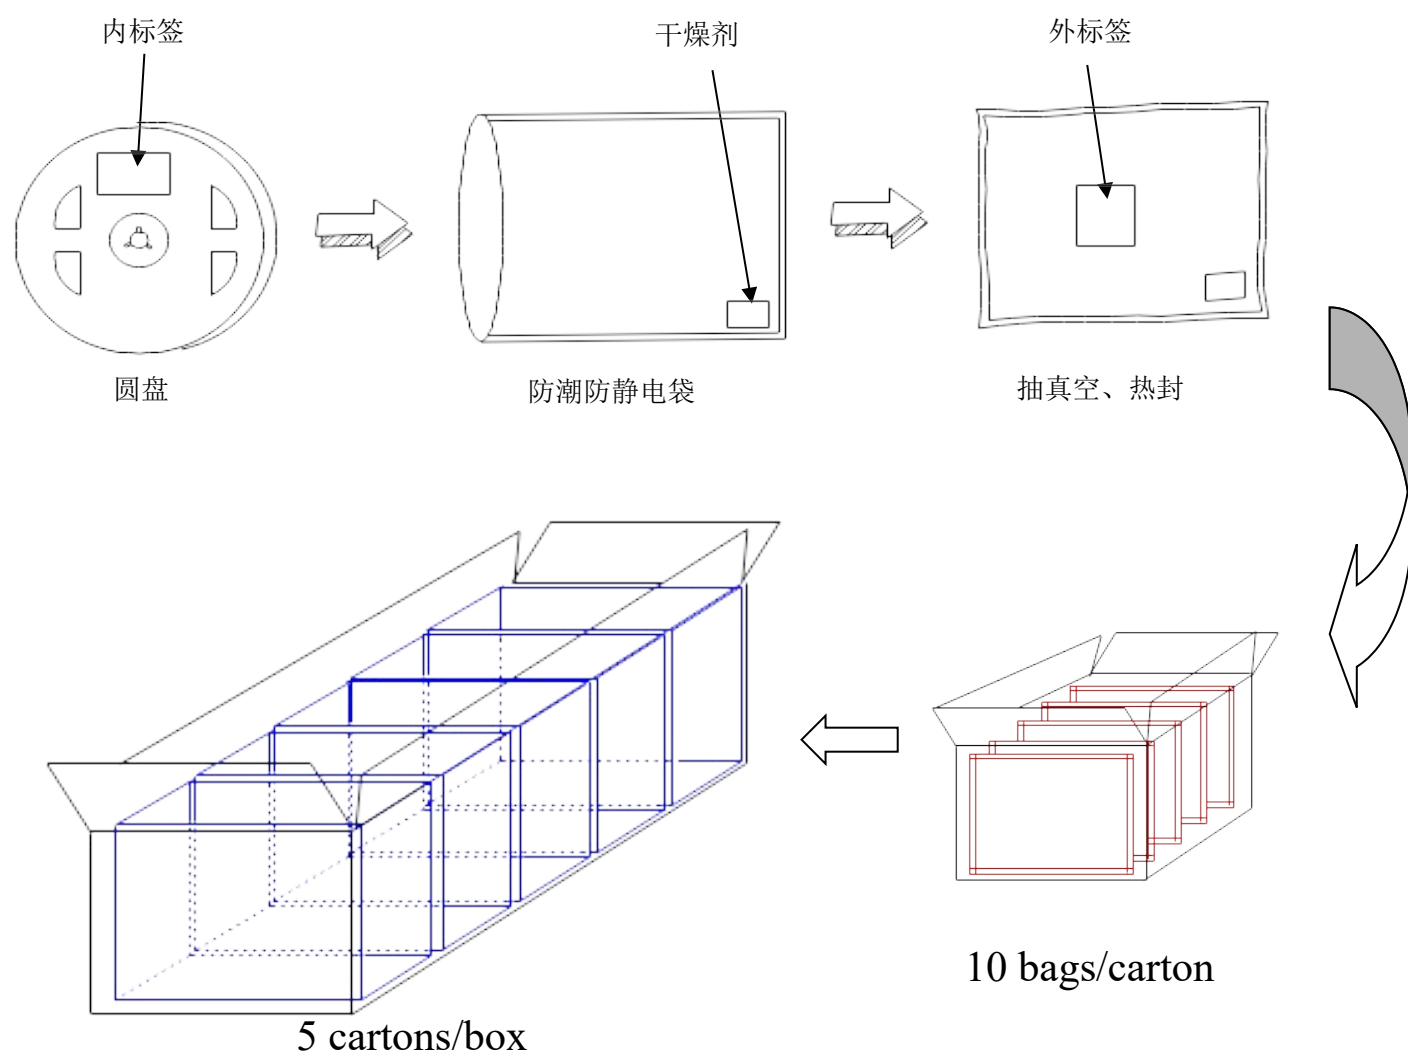 内标签
干燥剂
外标签
圆盘
防潮防静电袋
抽真空、热封
10 bags/carton
5 cartons/box